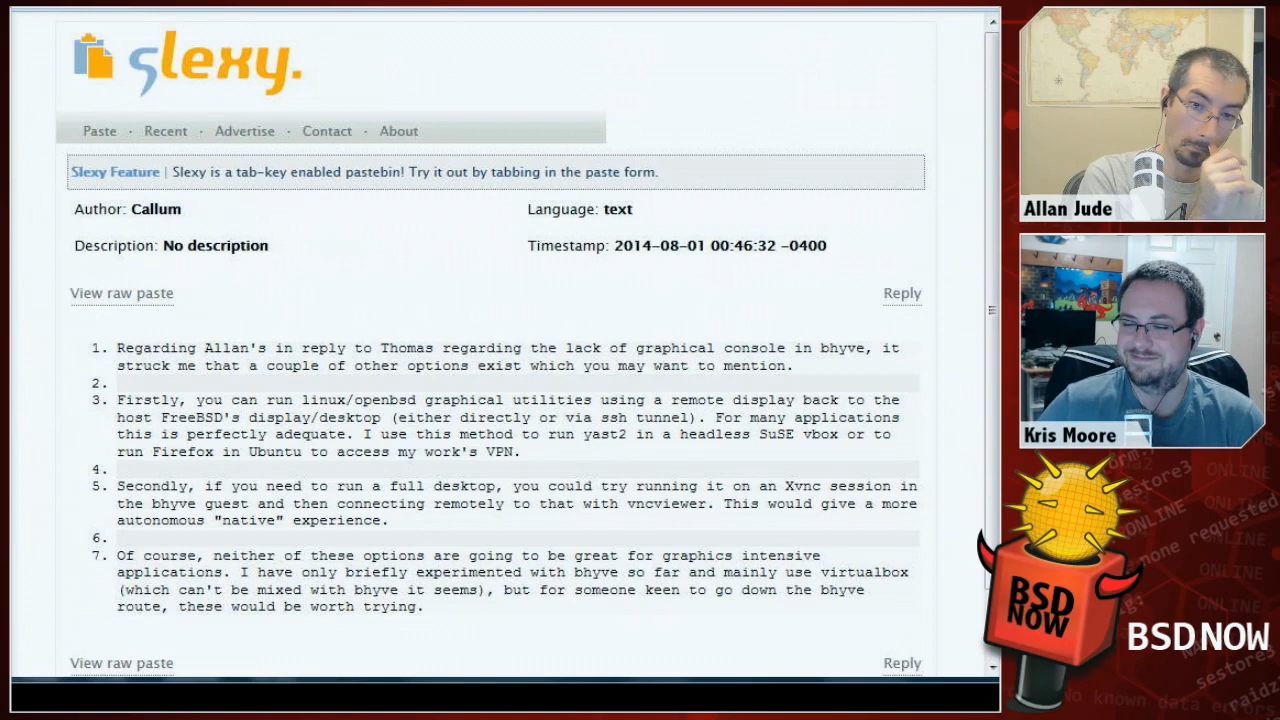 slexy.
Paste · Recent · Advertise · Contact · About
Slexy Feature | Slexy is a tab-key enabled pastebin! Try it out by tabbing in the paste form.
Author: Callum
Language: text
Description: No description
Timestamp: 2014-08-01 00:46:32 -0400
View raw paste
Reply
1. Regarding Allan's in reply to Thomas regarding the lack of graphical console in bhyve, it
struck me that a couple of other options exist which you may want to mention.
2.
3. Firstly, you can run linux/openbsd graphical utilities using a remote display back to the
host FreeBSD's display/desktop (either directly or via ssh tunnel). For many applications
this is perfectly adequate. I use this method to run yast2 in a headless SuSE vbox or to
run Firefox in Ubuntu to access my work's VPN.
4.
5. Secondly, if you need to run a full desktop, you could try running it on an Xvnc session in
the bhyve guest and then connecting remotely to that with vncviewer. This would give a more
autonomous "native" experience.
6.
7. Of course, neither of these options are going to be great for graphics intensive
applications. I have only briefly experimented with bhyve so far and mainly use virtualbox
(which can't be mixed with bhyve it seems), but for someone keen to go down the bhyve
route, these would be worth trying.
View raw paste
Reply
Allan Jude
Kris Moore
BSD
NOW
BSDNOW
ONLINE
ONLINE
none requested
ONLINE
ONLINE
No known data errors